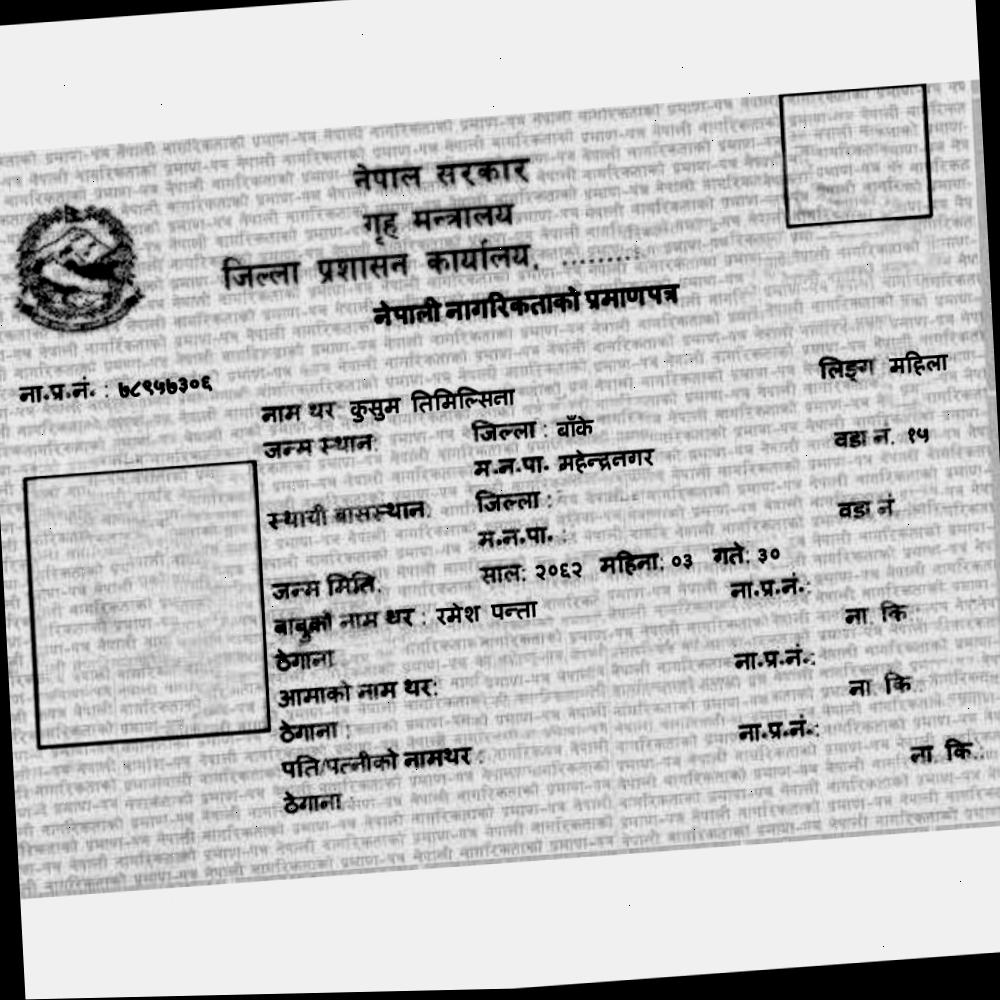 नेपाल सरकार
गृह मन्त्रालय
जिल्ला प्रशासन कार्यालय, .........
नेपाली नागरिकताको प्रमाणपत्र
ना.प्र.नं. : ७८९५७३०६ लिङ्ग महिला
नाम थर कुसुम तिमिल्सिना
जन्म स्थान: जिल्ला : बाँके वडा नं. १५
म.न.पा. महेन्द्रनगर
स्थायी बासस्थान: जिल्ला : वडा नं.
म.न.पा. :
जन्म मिति: साल: २०६२ महिना: ०३ गते: ३०
बाबुको नाम थर : रमेश पन्ता ना.प्र.नं.:
ठेगाना ना. कि.
आमाको नाम थर: ना.प्र.नं.:
ठेगाना : ना. कि.
पति/पत्नीको नामथर : ना.प्र.नं.:
ठेगाना : ना. कि.: